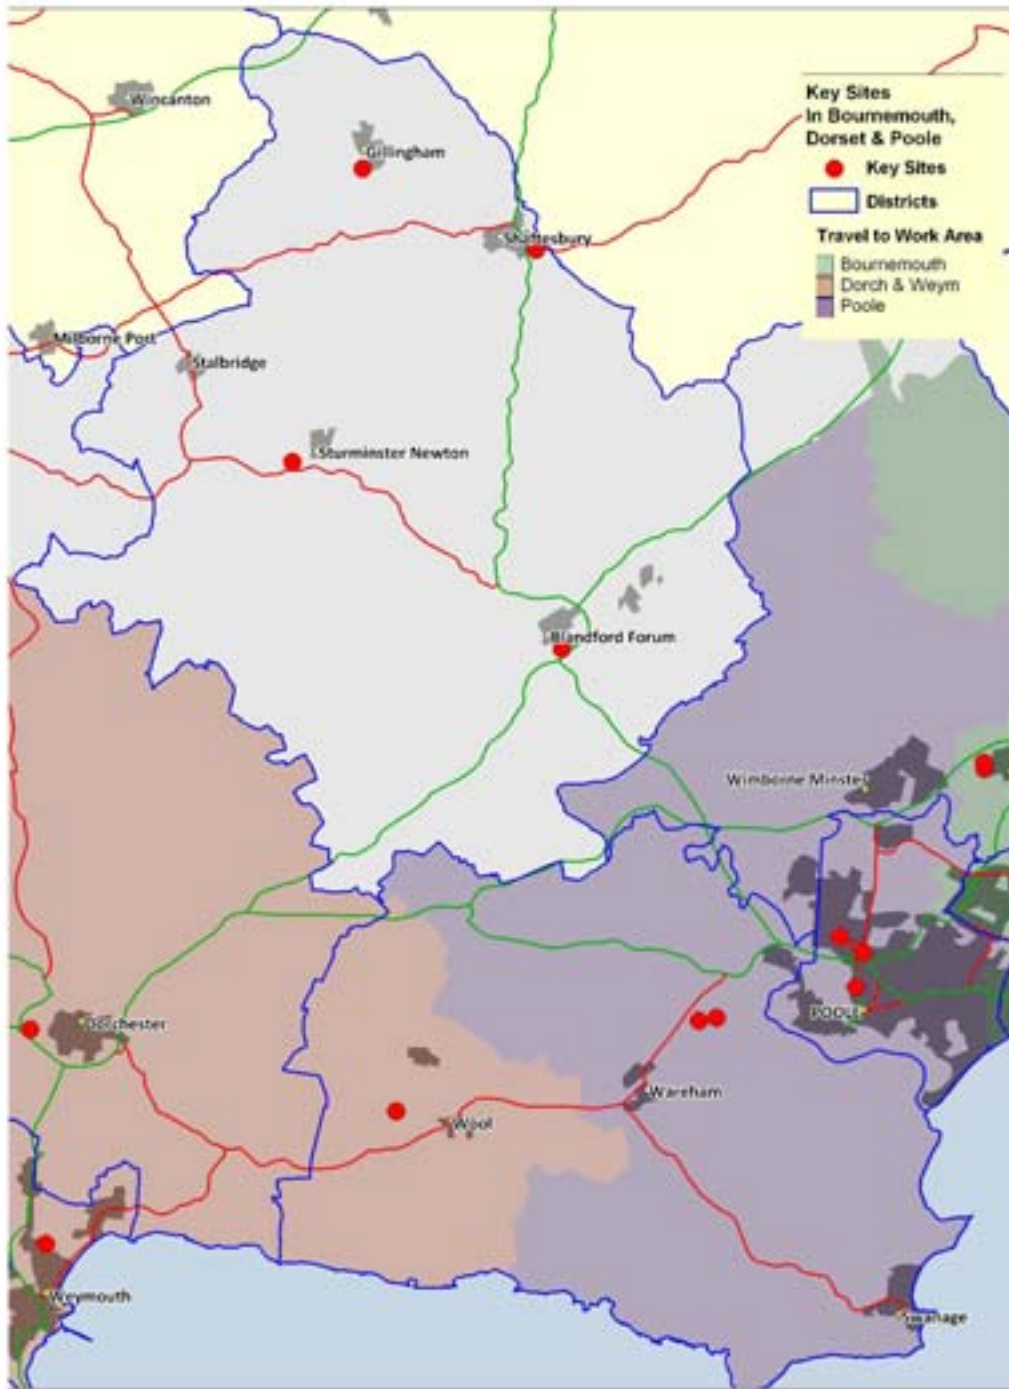 Wincanton
Key Sites
In Bournemouth,
Dorset & Poole
Key Sites
Districts
Travel to Work Area
Bournemouth
Dorch & Weym
Poole
Gillingham
Shaftesbury
Milborne Port
Stalbridge
Sturminster Newton
Blandford Forum
Wimborne Minster
POOLE
Dorchester
Wareham
Wool
Weymouth
Swanage